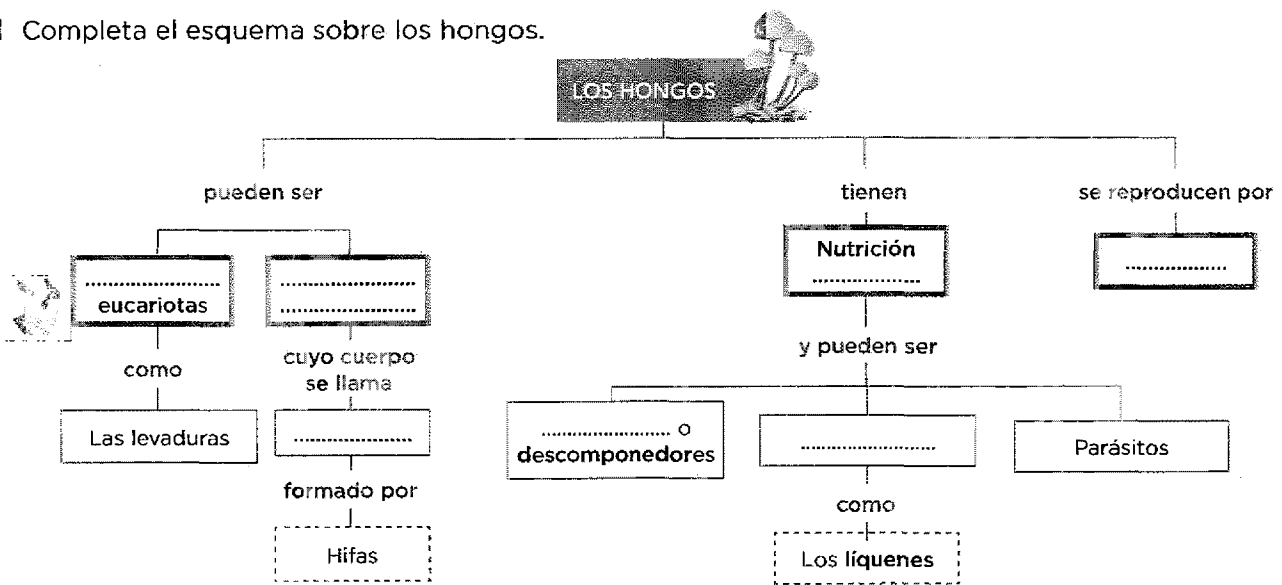 Completa el esquema sobre los hongos.
LOS HONGOS
pueden ser
tienen
se reproducen por
....................
eucariotas
....................
....................
Nutrición
....................
....................
como
cuyo cuerpo
se llama
y pueden ser
Las levaduras
....................
.................... o
descomponedores
....................
Parásitos
formado por
como
Hifas
Los líquenes